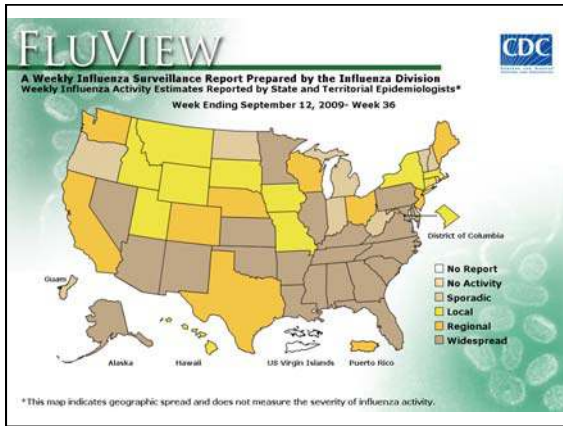 FLUVIEW
CDC
A Weekly Influenza Surveillance Report Prepared by the Influenza Division
Weekly Influenza Activity Estimates Reported by State and Territorial Epidemiologists*
Week Ending September 12, 2009- Week 36
District of Columbia
No Report
No Activity
Sporadic
Local
Regional
Widespread
Guam
Alaska
Hawaii
US Virgin Islands
Puerto Rico
*This map indicates geographic spread and does not measure the severity of influenza activity.